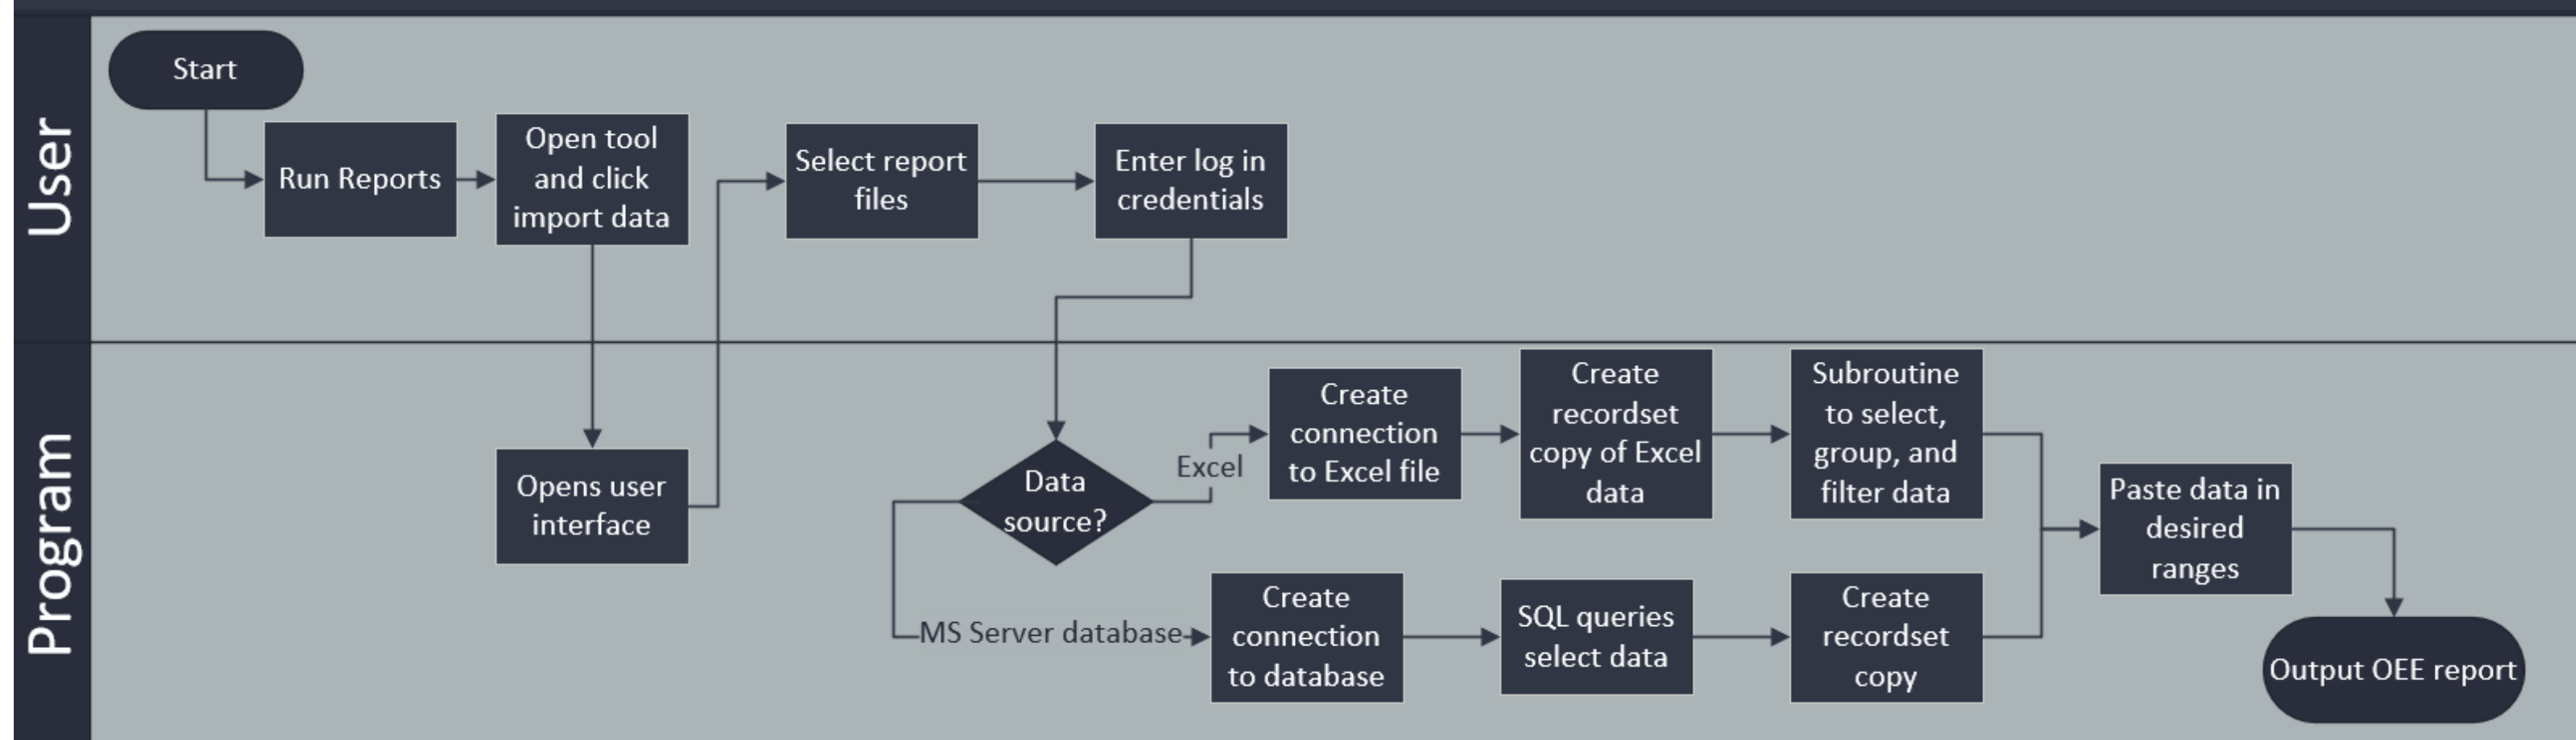 User
Start
Run Reports
Open tool
and click
import data
Select report
files
Enter log in
credentials
Program
Opens user
interface
Data
source?
Excel
Create
connection
to Excel file
Create
recordset
copy of Excel
data
Subroutine
to select,
group, and
filter data
MS Server database
Create
connection
to database
SQL queries
select data
Create
recordset
copy
Paste data in
desired
ranges
Output OEE report